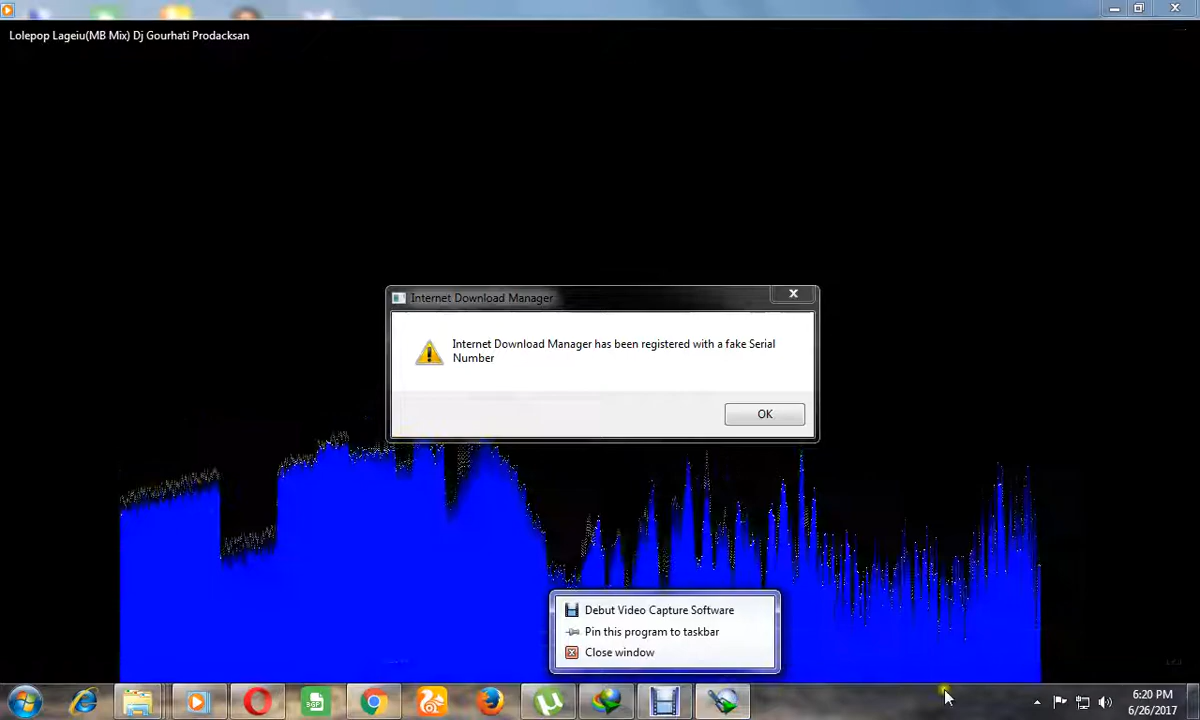 Lolepop Lageiu(MB Mix) Dj Gourhati Prodacksan
Internet Download Manager
Internet Download Manager has been registered with a fake Serial
Number
OK
Debut Video Capture Software
Pin this program to taskbar
Close window
3GP
6:20 PM
6/26/2017